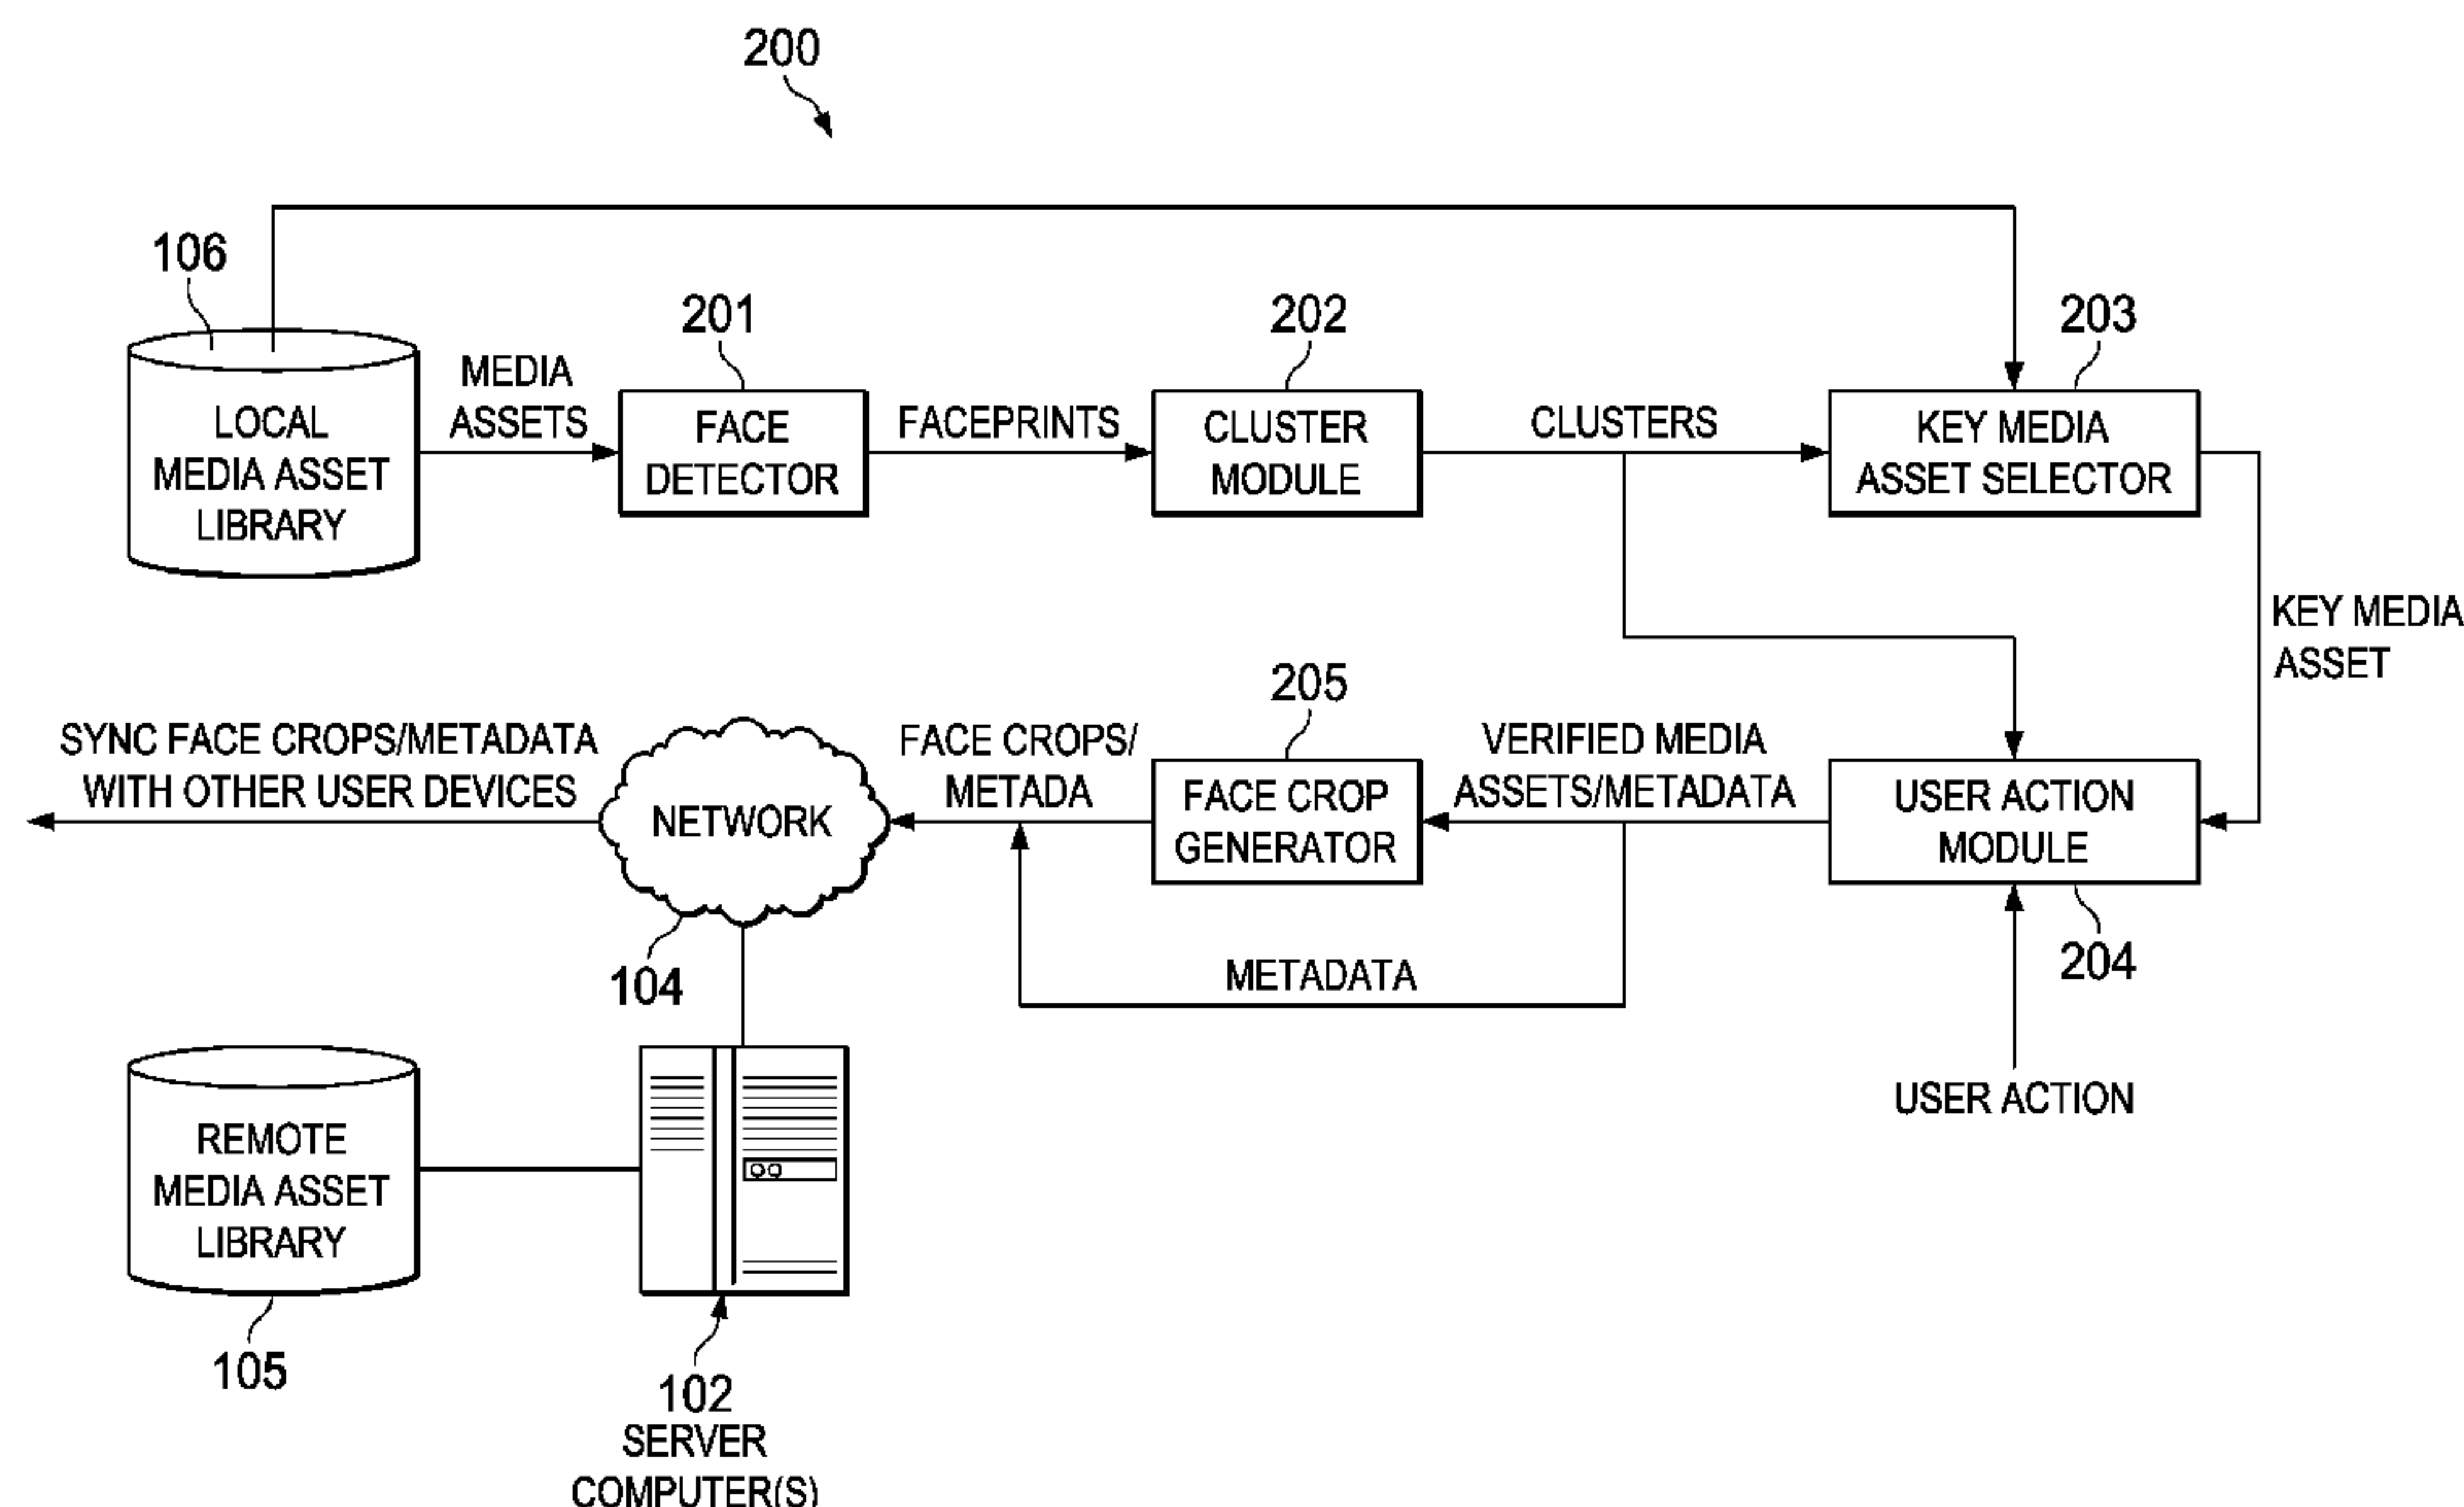 200
106
201
202
203
MEDIA
ASSETS
LOCAL
MEDIA ASSET
LIBRARY
FACE
DETECTOR
FACEPRINTS
CLUSTER
MODULE
CLUSTERS
KEY MEDIA
ASSET SELECTOR
KEY MEDIA
ASSET
205
SYNC FACE CROPS/METADATA
WITH OTHER USER DEVICES
NETWORK
FACE CROPS/
METADA
FACE CROP
GENERATOR
VERIFIED MEDIA
ASSETS/METADATA
USER ACTION
MODULE
104
METADATA
204
USER ACTION
REMOTE
MEDIA ASSET
LIBRARY
105
102
SERVER
COMPUTER(S)